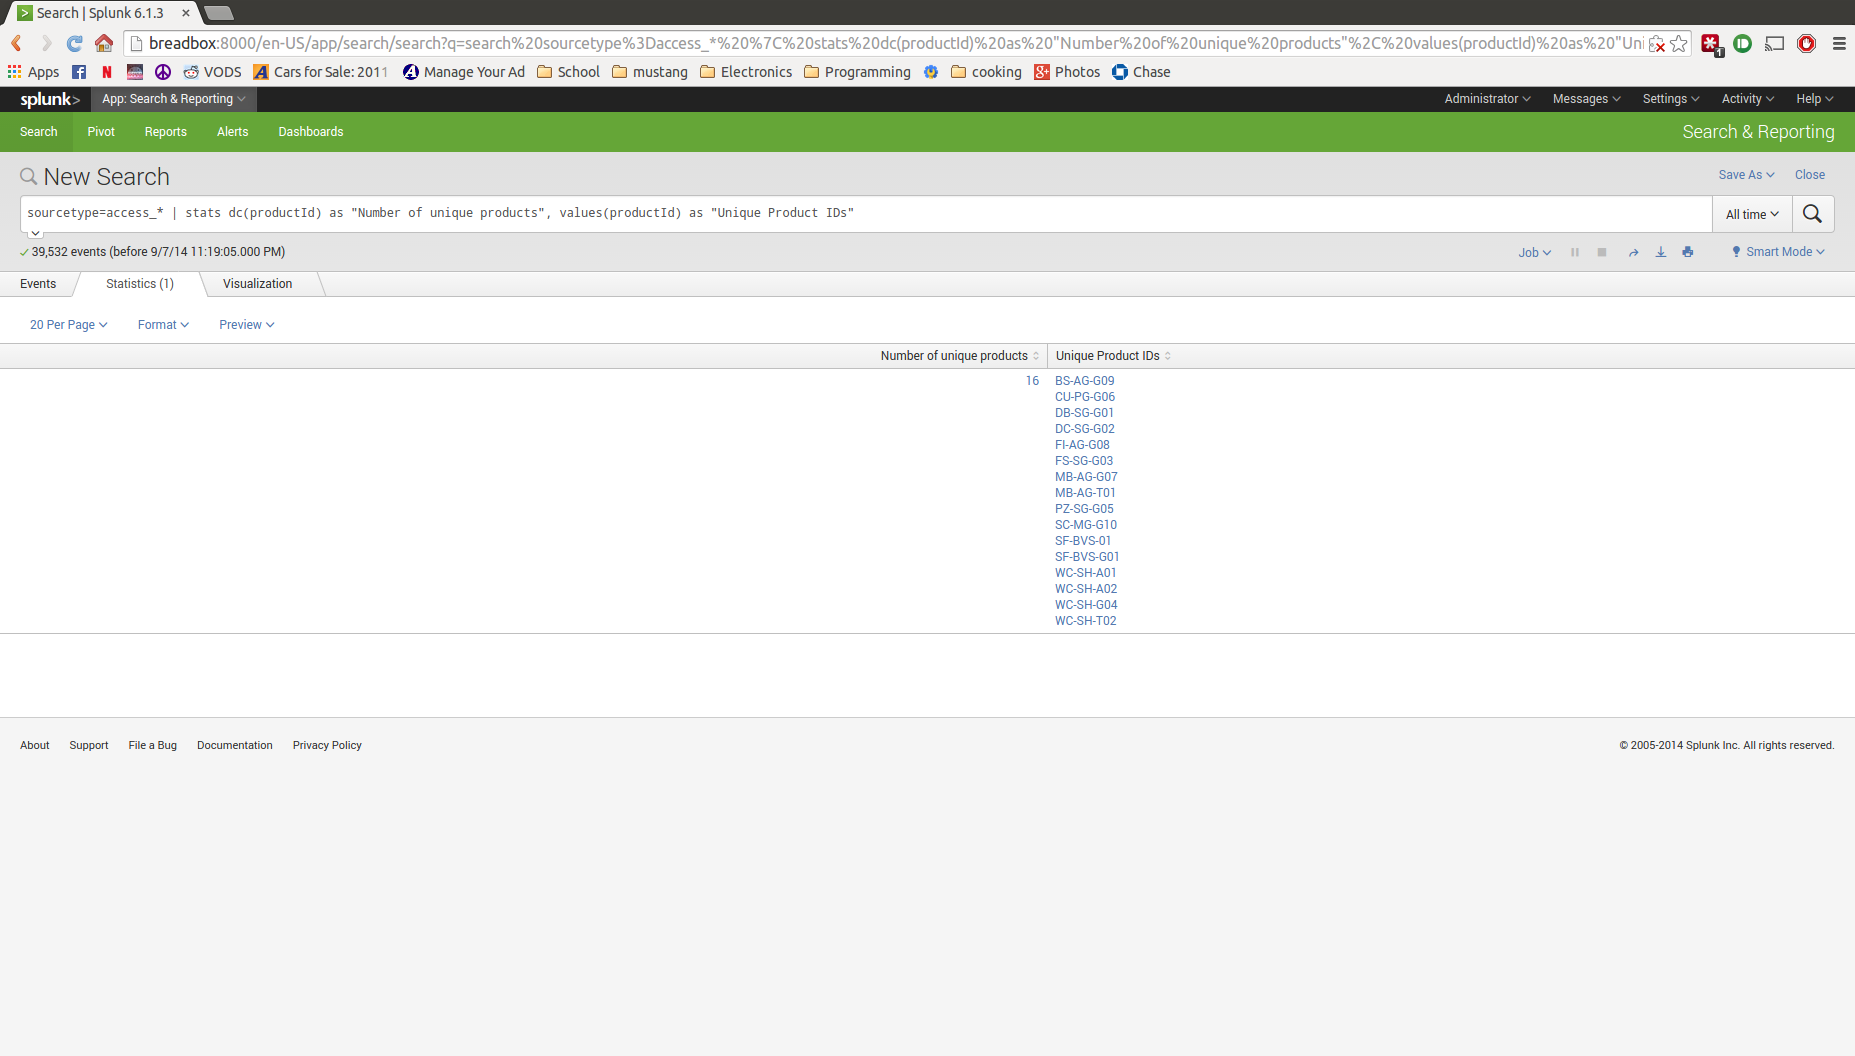 Search | Splunk 6.1.3
breadbox:8000/en-US/app/search/search?q=search%20sourcetype%3Daccess_*%20%7C%20stats%20dc(productId)%20as%20"Number%20of%20unique%20products"%2C%20values(productId)%20as%20"Uni
Apps VODS Cars for Sale: 2011 Manage Your Ad School mustang Electronics Programming cooking Photos Chase
splunk> App: Search & Reporting Administrator Messages Settings Activity Help
Search Pivot Reports Alerts Dashboards Search & Reporting
New Search Save As Close
sourcetype=access_* | stats dc(productId) as "Number of unique products", values(productId) as "Unique Product IDs" All time
39,532 events (before 9/7/14 11:19:05.000 PM) Job Smart Mode
Events Statistics (1) Visualization
20 Per Page Format Preview
Number of unique products Unique Product IDs
16 BS-AG-G09
CU-PG-G06
DB-SG-G01
DC-SG-G02
FI-AG-G08
FS-SG-G03
MB-AG-G07
MB-AG-T01
PZ-SG-G05
SC-MG-G10
SF-BVS-01
SF-BVS-G01
WC-SH-A01
WC-SH-A02
WC-SH-G04
WC-SH-T02
About Support File a Bug Documentation Privacy Policy © 2005-2014 Splunk Inc. All rights reserved.